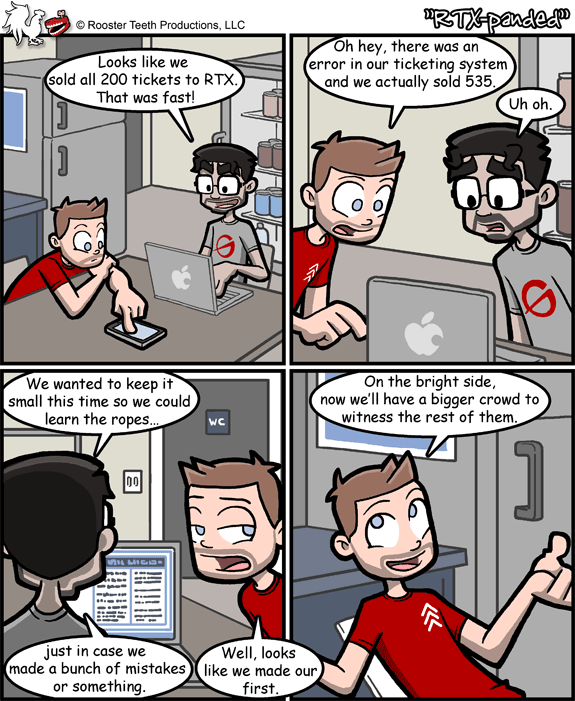 © Rooster Teeth Productions, LLC
"RTX-panded"
Looks like we
sold all 200 tickets to RTX.
That was fast!
Oh hey, there was an
error in our ticketing system
and we actually sold 535.
Uh oh.
We wanted to keep it
small this time so we could
learn the ropes...
WC
just in case we
made a bunch of mistakes
or something.
Well, looks
like we made our
first.
On the bright side,
now we'll have a bigger crowd to
witness the rest of them.